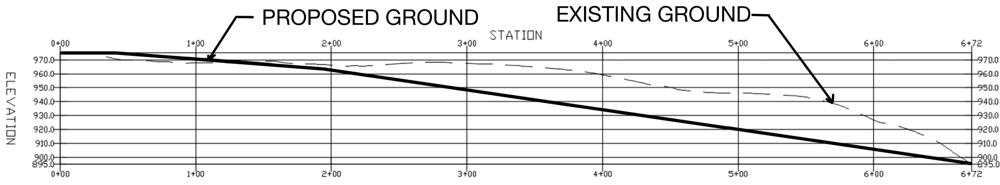 PROPOSED GROUND
EXISTING GROUND
STATION
0+00 1+00 2+00 3+00 4+00 5+00 6+00 6+72
ELEVATION
970.0 970.0
960.0 960.0
950.0 950.0
940.0 940.0
930.0 930.0
920.0 920.0
910.0 910.0
900.0 900.0
895.0 895.0
0+00 1+00 2+00 3+00 4+00 5+00 6+00 6+72